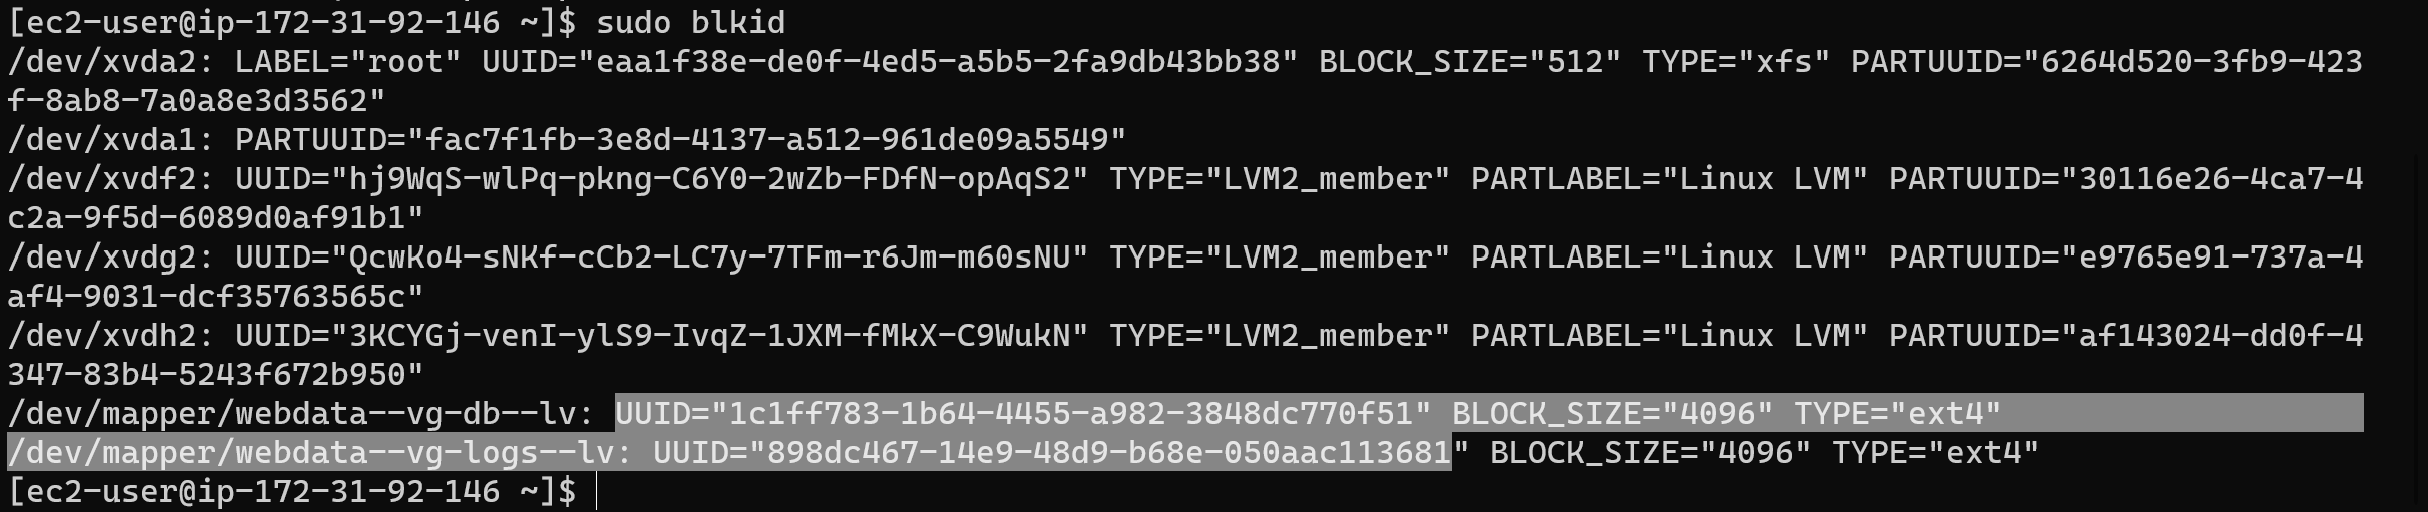 [ec2-user@ip-172-31-92-146 ~]$ sudo blkid
/dev/xvda2: LABEL="root" UUID="eaa1f38e-de0f-4ed5-a5b5-2fa9db43bb38" BLOCK_SIZE="512" TYPE="xfs" PARTUUID="6264d520-3fb9-423
f-8ab8-7a0a8e3d3562"
/dev/xvda1: PARTUUID="fac7f1fb-3e8d-4137-a512-961de09a5549"
/dev/xvdf2: UUID="hj9WqS-wlPq-pkng-C6Y0-2wZb-FDfN-opAqS2" TYPE="LVM2_member" PARTLABEL="Linux LVM" PARTUUID="30116e26-4ca7-4
c2a-9f5d-6089d0af91b1"
/dev/xvdg2: UUID="QcwKo4-sNKf-cCb2-LC7y-7TFm-r6Jm-m60sNU" TYPE="LVM2_member" PARTLABEL="Linux LVM" PARTUUID="e9765e91-737a-4
af4-9031-dcf35763565c"
/dev/xvdh2: UUID="3KCYGj-venI-ylS9-IvqZ-1JXM-fMkX-C9WukN" TYPE="LVM2_member" PARTLABEL="Linux LVM" PARTUUID="af143024-dd0f-4
347-83b4-5243f672b950"
/dev/mapper/webdata--vg-db--lv: UUID="1c1ff783-1b64-4455-a982-3848dc770f51" BLOCK_SIZE="4096" TYPE="ext4"
/dev/mapper/webdata--vg-logs--lv: UUID="898dc467-14e9-48d9-b68e-050aac113681" BLOCK_SIZE="4096" TYPE="ext4"
[ec2-user@ip-172-31-92-146 ~]$